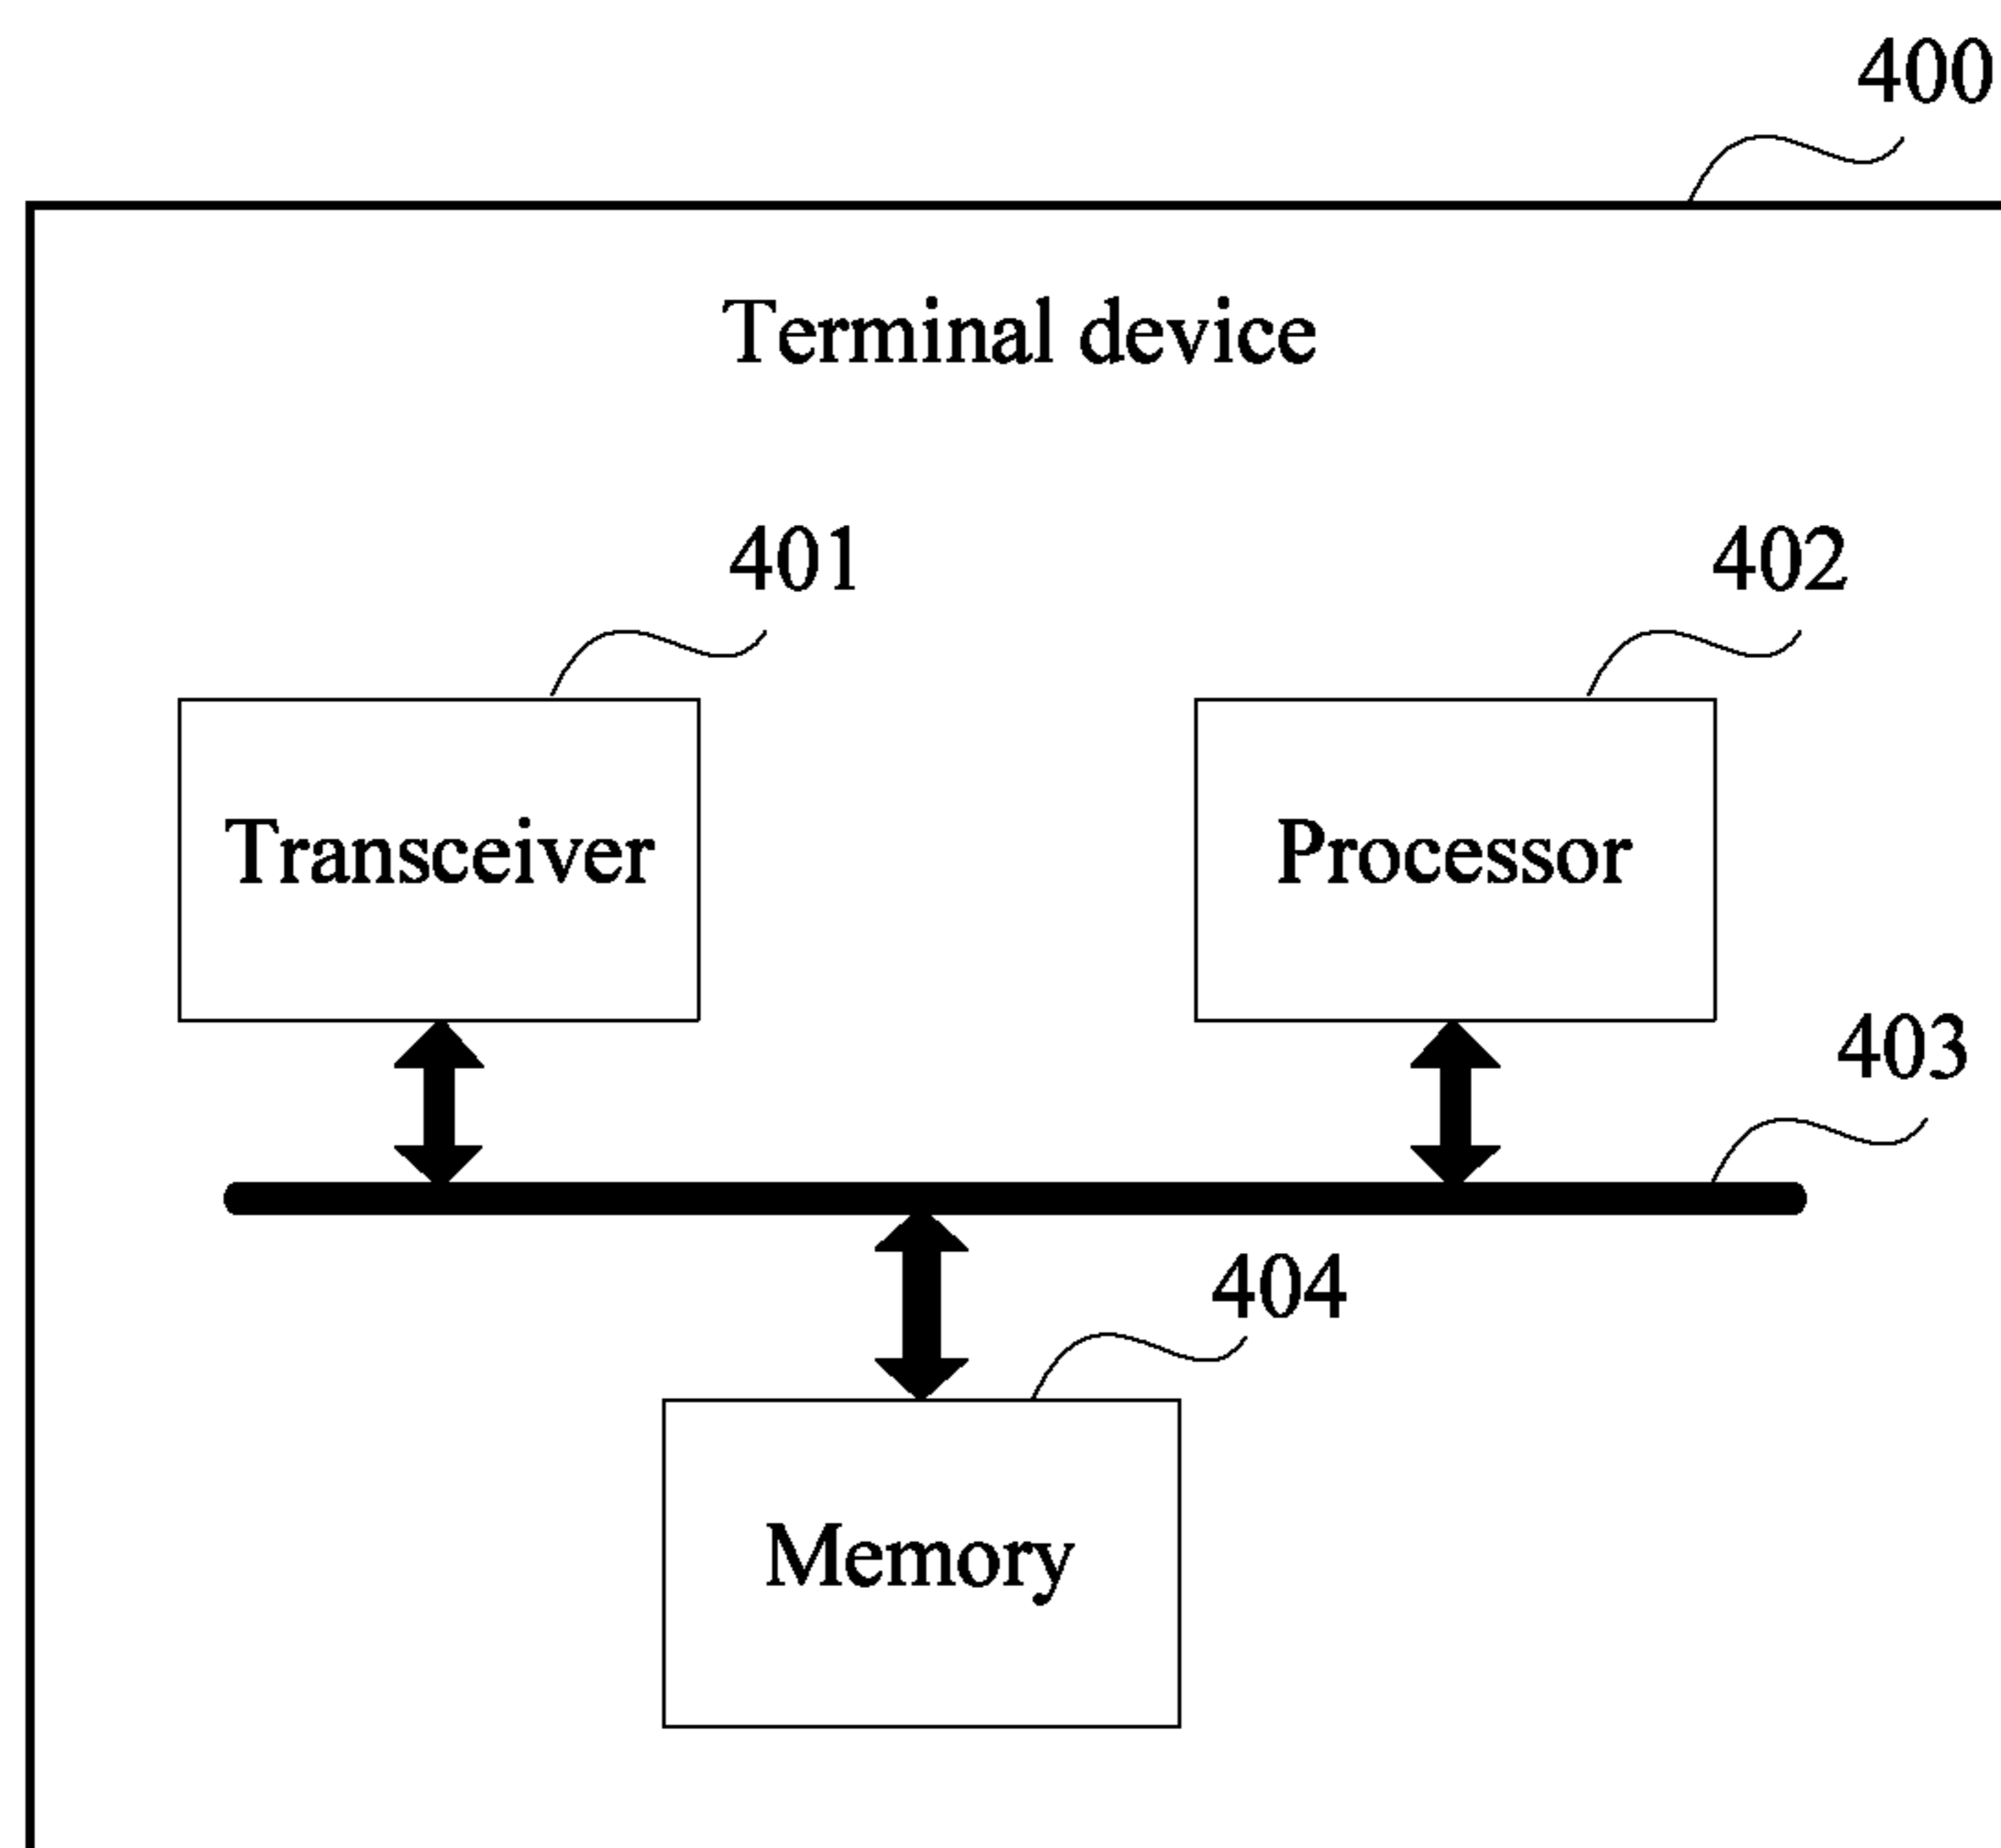 400
Terminal device
401
402
Transceiver
Processor
403
404
Memory